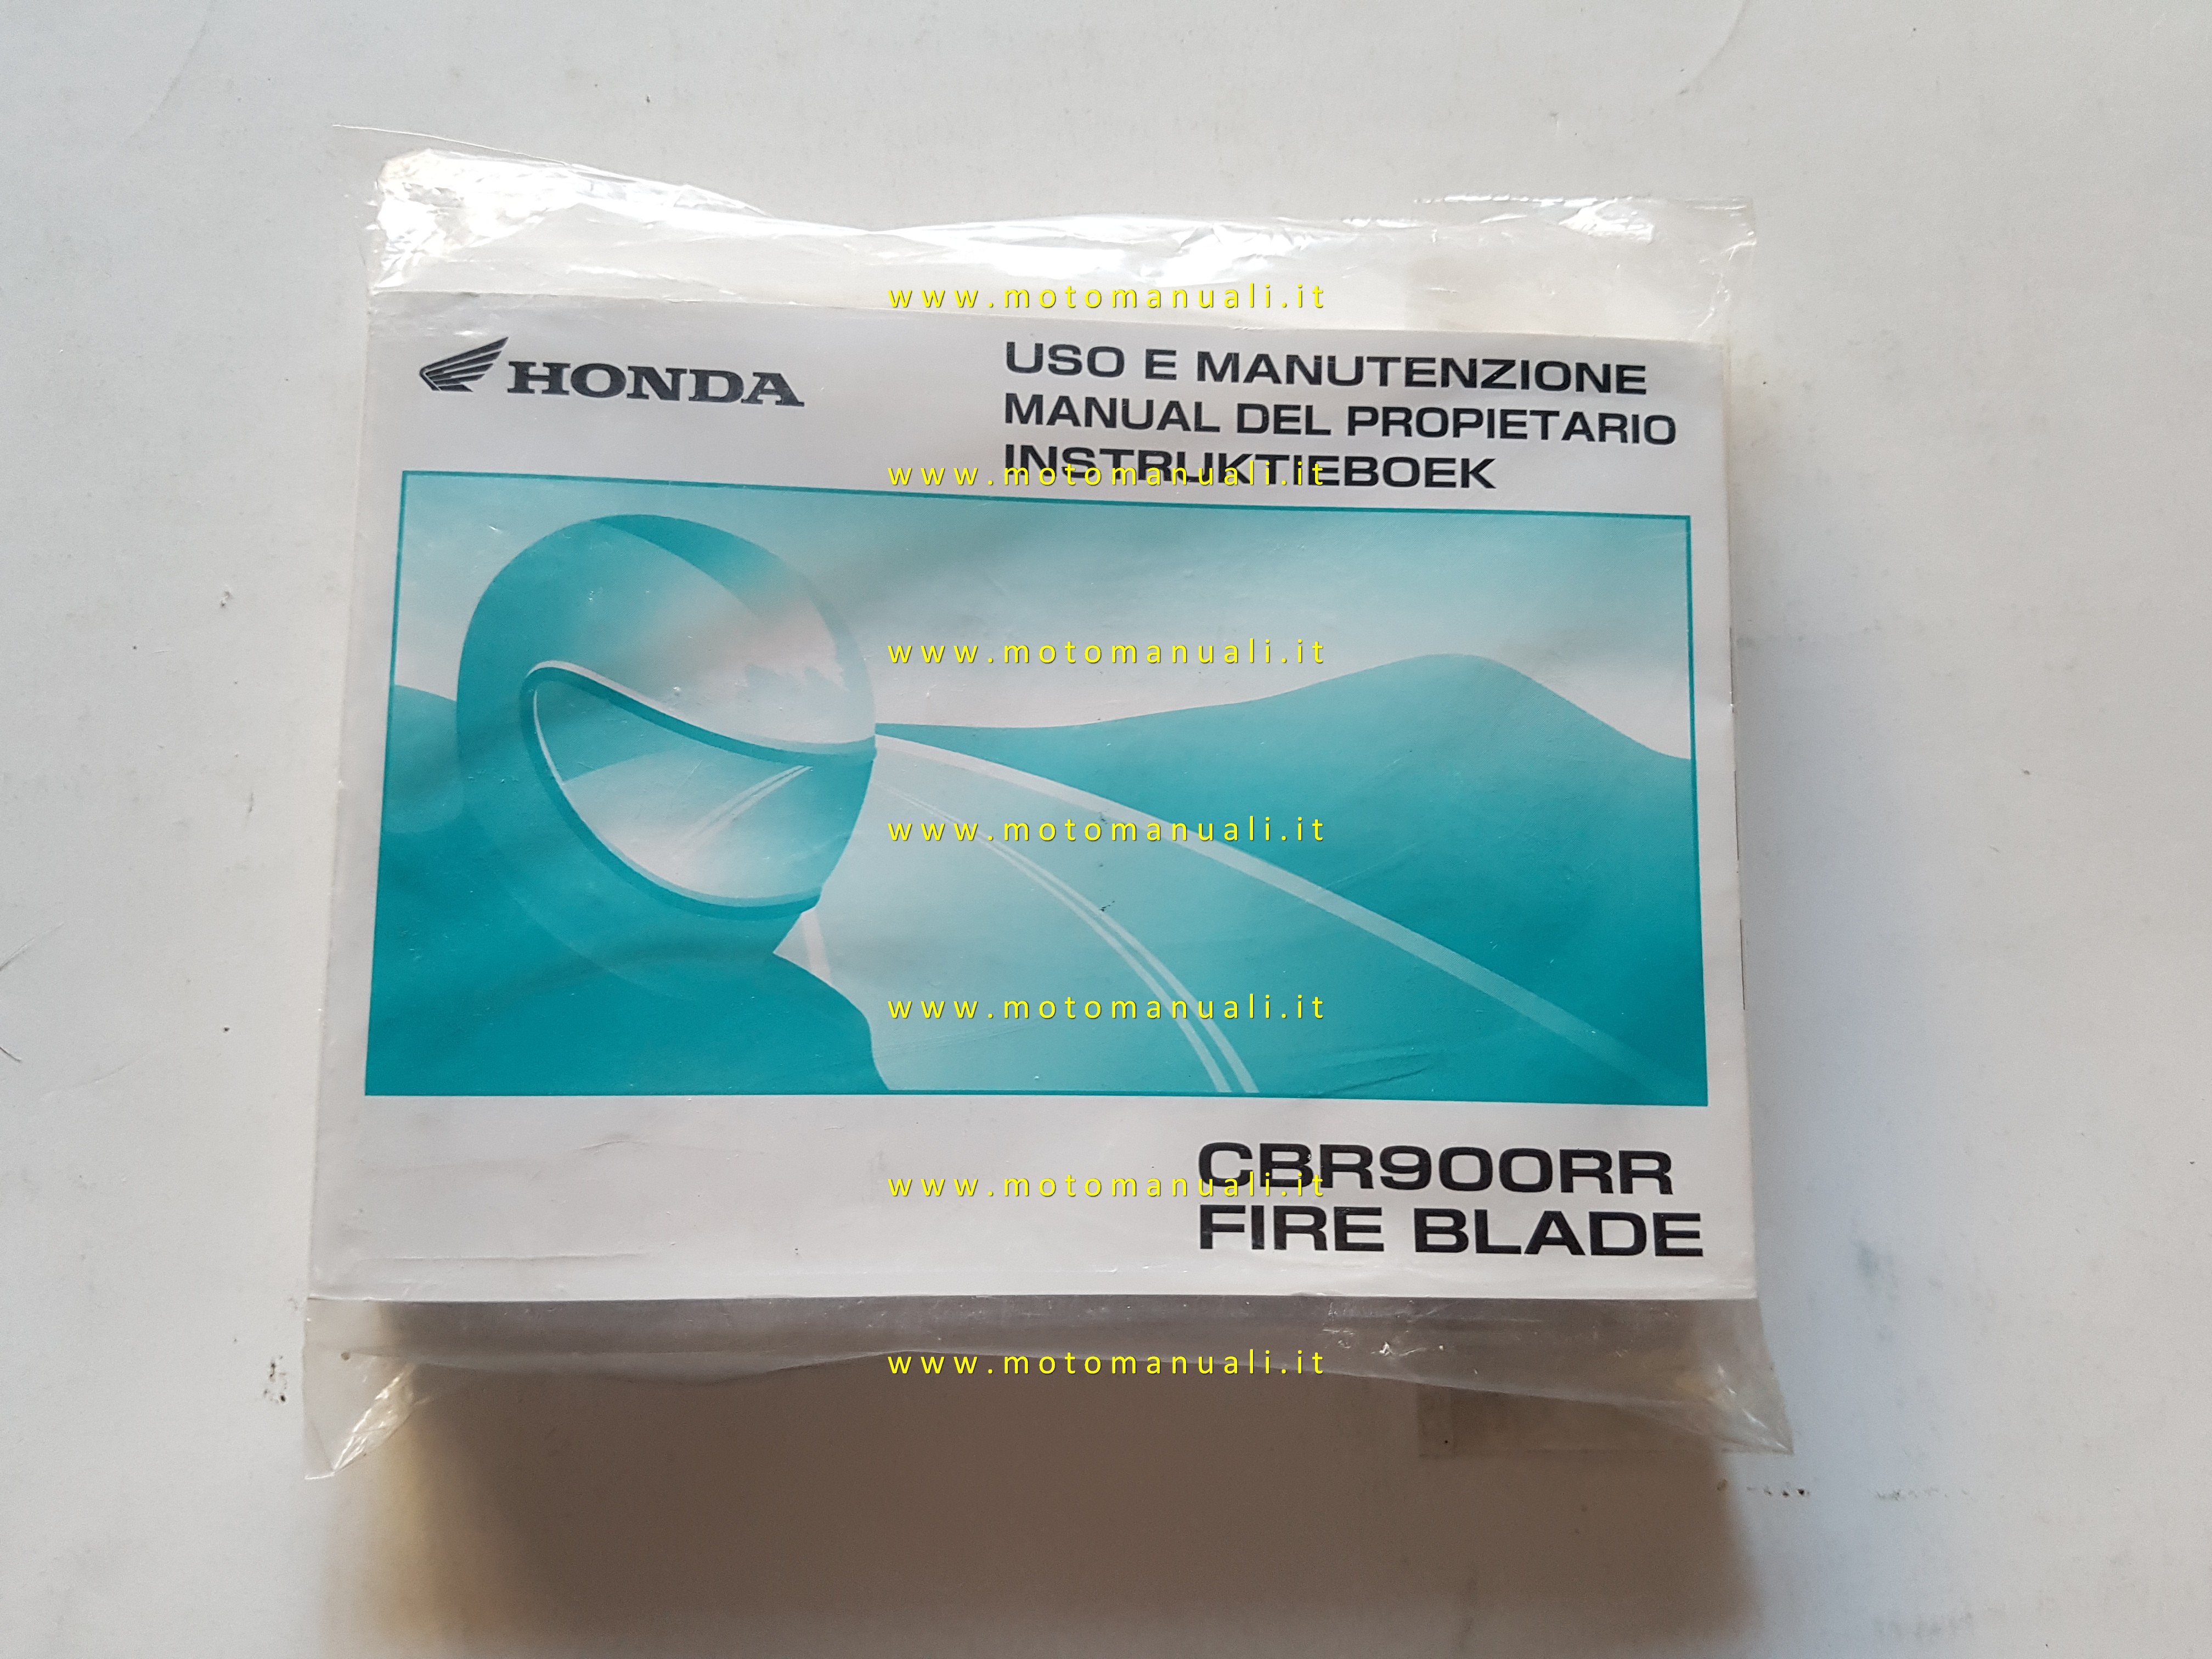 www.motomanuali.it
HONDA
USO E MANUTENZIONE
MANUAL DEL PROPIETARIO
INSTRUKTIEBOEK
www.motomanuali.it
www.motomanuali.it
www.motomanuali.it
www.motomanuali.it
CBR900RR
www.motomanuali.it
FIRE BLADE
www.motomanuali.it